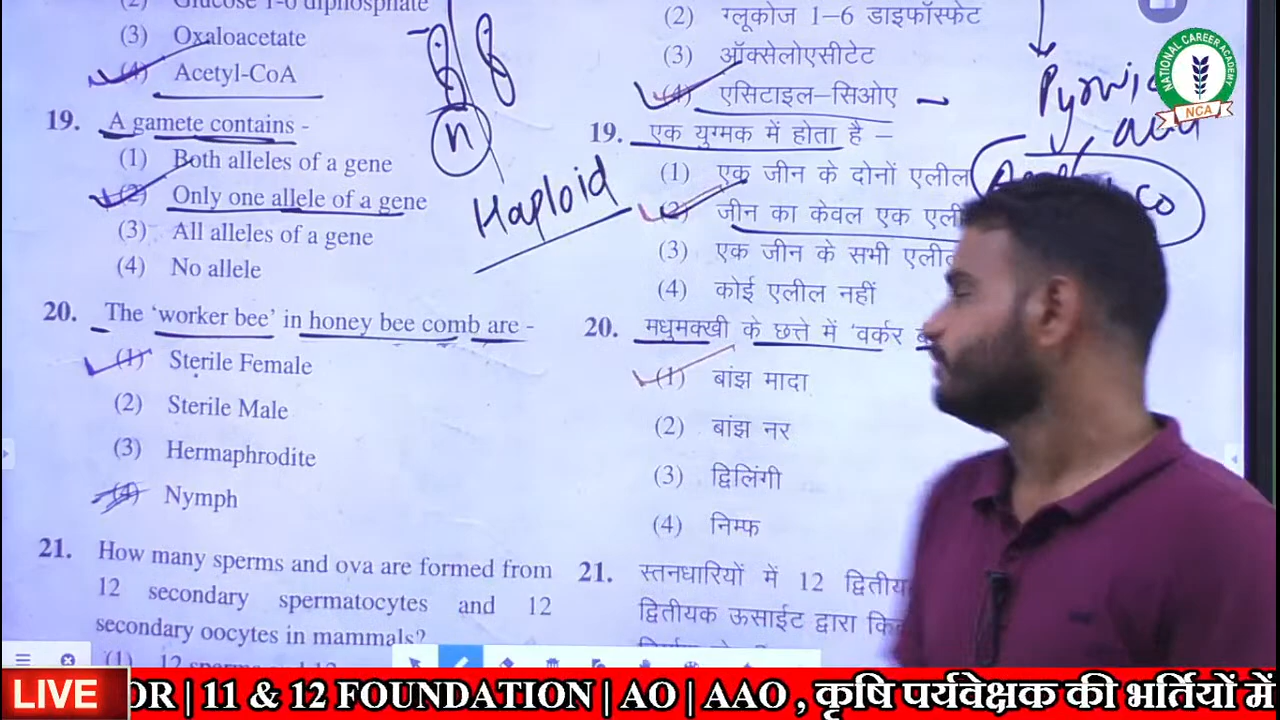 (2) Glucose 1-6 diphosphate
(3) Oxaloacetate
(4) Acetyl-CoA
19. A gamete contains -
(1) Both alleles of a gene
(2) Only one allele of a gene
(3) All alleles of a gene
(4) No allele
20. The ‘worker bee’ in honey bee comb are -
(1) Sterile Female
(2) Sterile Male
(3) Hermaphrodite
(4) Nymph
21. How many sperms and ova are formed from
12 secondary spermatocytes and 12
secondary oocytes in mammals?
n
Haploid
(2) ग्लूकोज 1–6 डाइफॉस्फेट
(3) ऑक्सेलोएसीटेट
(4) एसिटाइल–सिओए
19. एक युग्मक में होता है –
(1) एक जीन के दोनों एलील
(2) जीन का केवल एक
(3) एक जीन के सभी
(4) कोई एलील नहीं
20. मधुमक्खी के छत्ते में ‘वर्कर
(1) बांझ मादा
(2) बांझ नर
(3) द्विलिंगी
(4) निम्फ
21. स्तनधारियों में 12
द्वितीयक ऊसाईट द्वारा
NATIONAL CAREER ACADEMY
NCA
LIVE
OR | 11 & 12 FOUNDATION | AO | AAO , कृषि पर्यवेक्षक की भर्तियों में